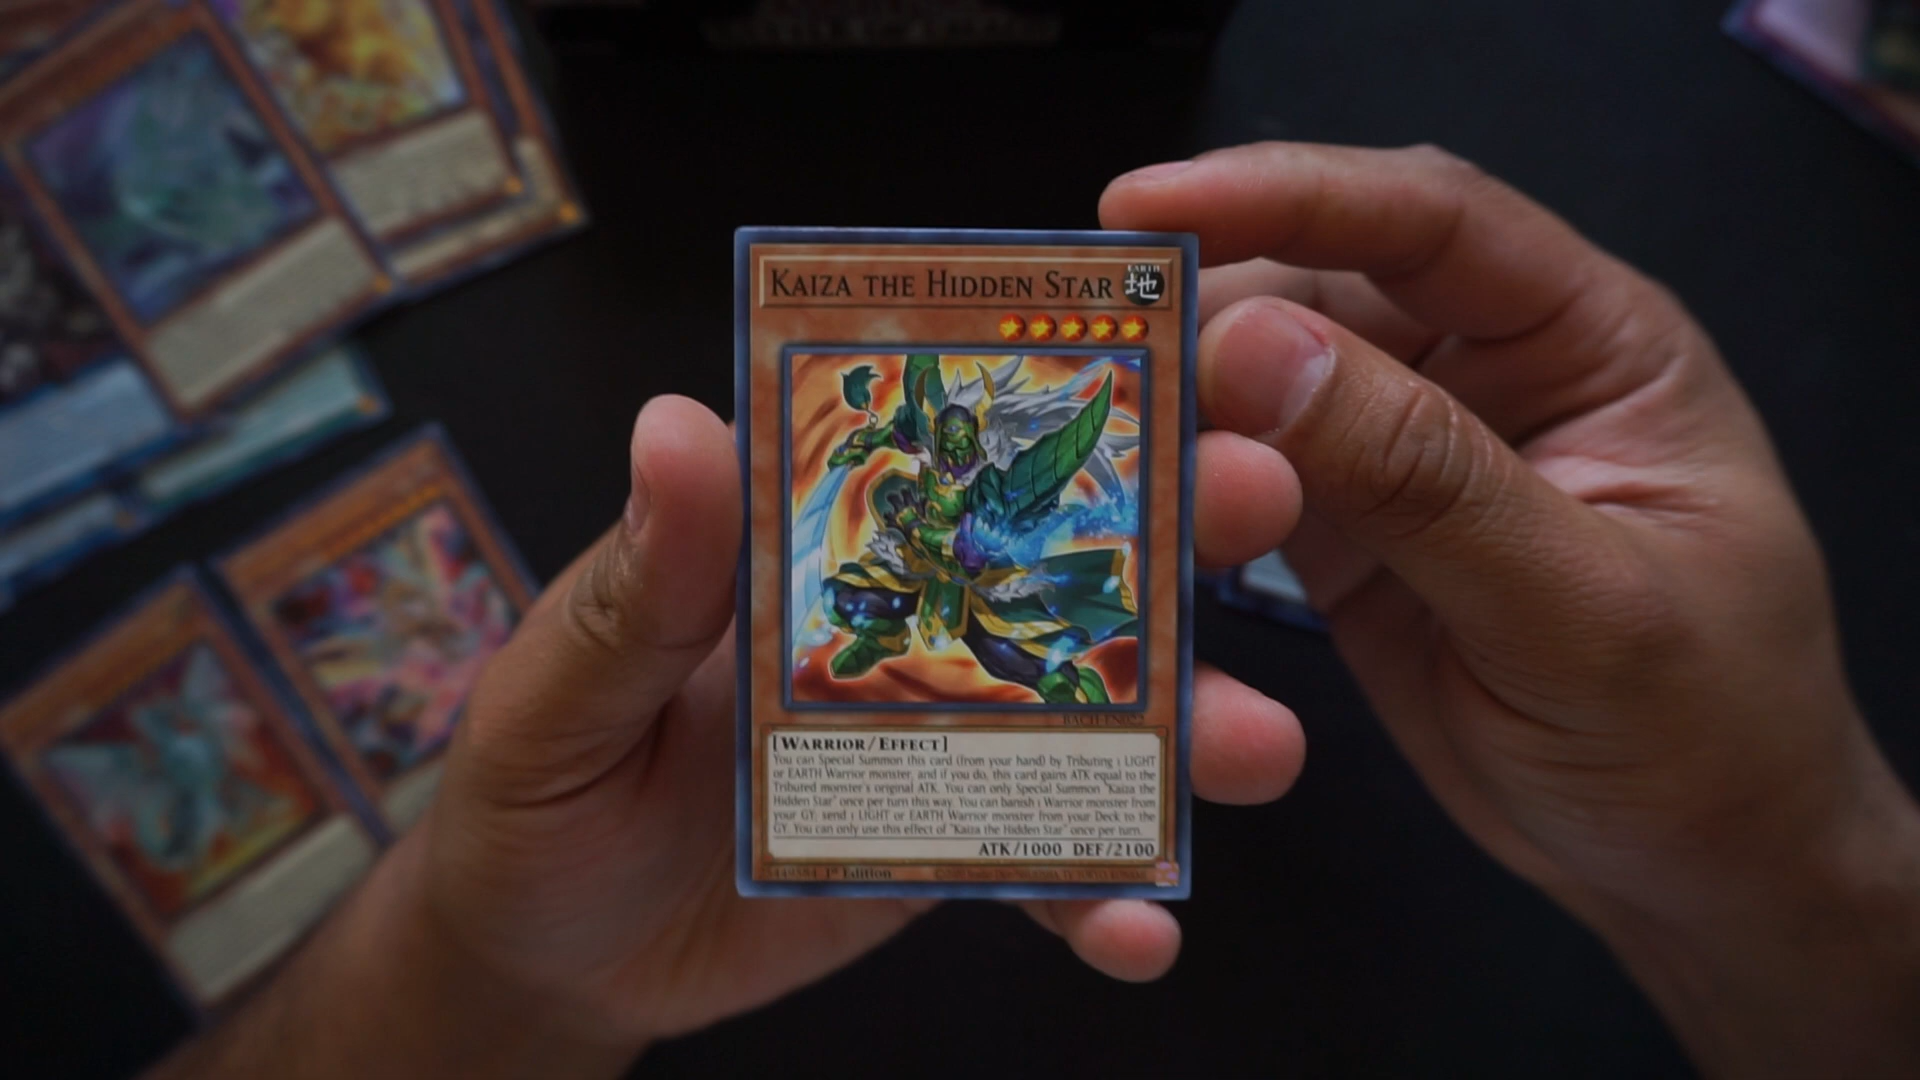 KAIZA THE HIDDEN STAR
EARTH
地
BACH-EN022
[WARRIOR/EFFECT]
You can Special Summon this card (from your hand) by Tributing 1 LIGHT
or EARTH Warrior monster, and if you do, this card gains ATK equal to the
Tributed monster's original ATK. You can only Special Summon "Kaiza the
Hidden Star" once per turn this way. You can banish 1 Warrior monster from
your GY; send 1 LIGHT or EARTH Warrior monster from your Deck to the
GY. You can only use this effect of "Kaiza the Hidden Star" once per turn.
ATK/1000 DEF/2100
1st Edition